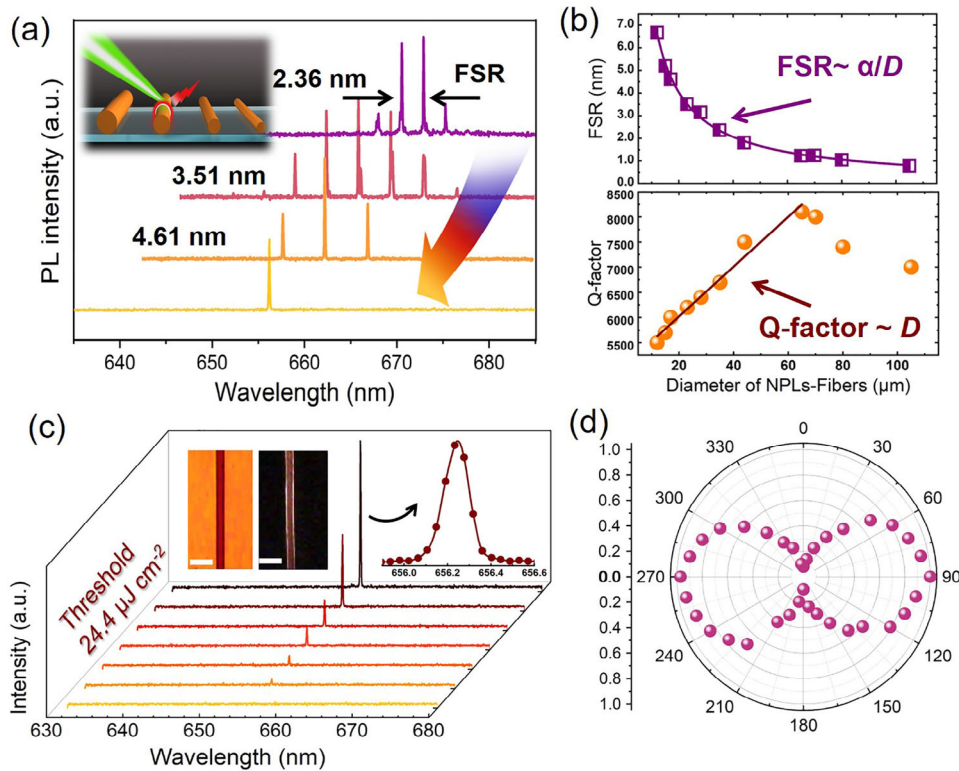 (a)
PL intensity (a.u.)
2.36 nm
FSR
3.51 nm
4.61 nm
640 650 660 670 680
Wavelength (nm)
(b)
7.0
6.0
5.0
4.0
3.0
2.0
1.0
0.0
FSR (nm)
FSR~ α/D
8500
8000
7500
7000
6500
6000
5500
Q-factor
Q-factor ~ D
20 40 60 80 100
Diameter of NPLs-Fibers (μm)
(c)
Intensity (a.u.)
Threshold
24.4 μJ cm-2
656.0 656.2 656.4 656.6
630 640 650 660 670 680
Wavelength (nm)
(d)
1.0
0.8
0.6
0.4
0.2
0.0
0.2
0.4
0.6
0.8
1.0
0
30
60
90
120
150
180
210
240
270
300
330